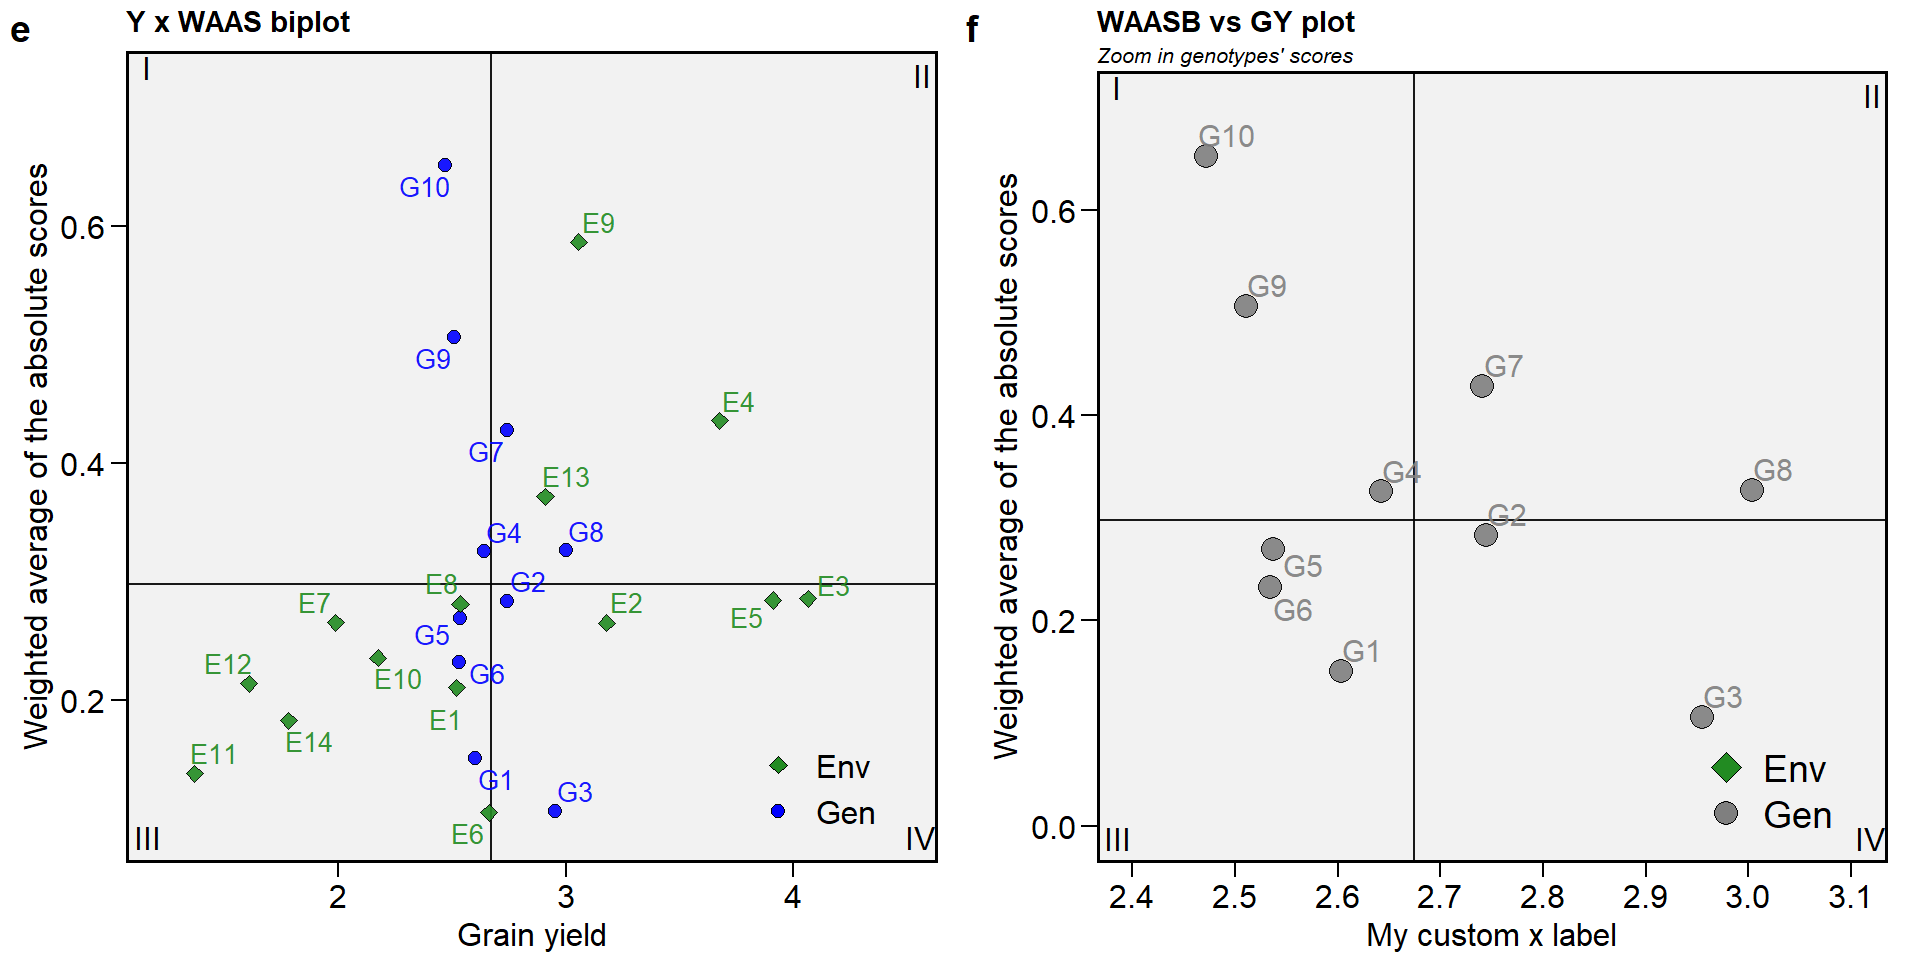 e
Y x WAAS biplot
I
II
G10
E9
G9
E4
G7
E13
G4
G8
E8
G2
E3
E7
E2
E5
G5
E12
E10
G6
E1
E14
E11
G1
G3
E6
Env
Gen
III
IV
0.6
0.4
0.2
Weighted average of the absolute scores
2
3
4
Grain yield
f
WAASB vs GY plot
Zoom in genotypes' scores
I
II
G10
G9
G7
G4
G8
G2
G5
G6
G1
G3
Env
Gen
III
IV
0.6
0.4
0.2
0.0
Weighted average of the absolute scores
2.4
2.5
2.6
2.7
2.8
2.9
3.0
3.1
My custom x label